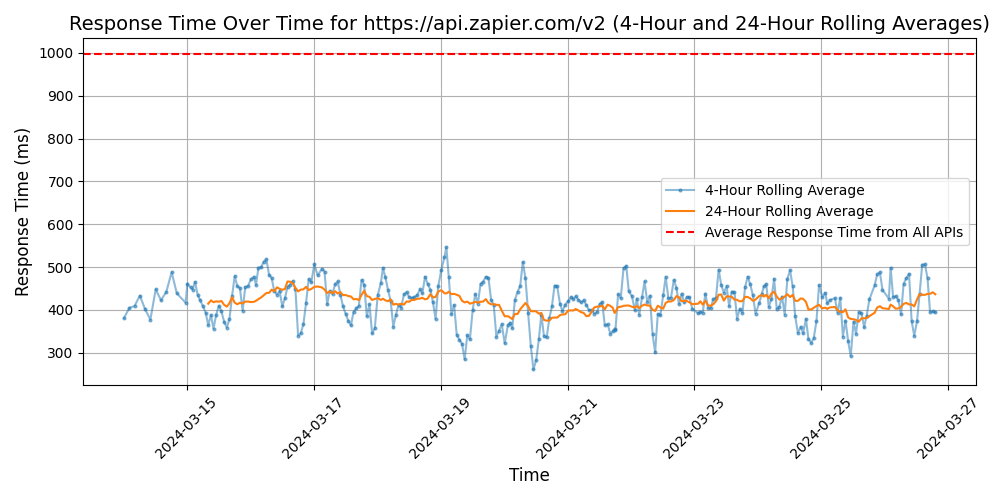 Response Time Over Time for https://api.zapier.com/v2 (4-Hour and 24-Hour Rolling Averages)
Response Time (ms)
1000
900
800
700
600
500
400
300
4-Hour Rolling Average
24-Hour Rolling Average
Average Response Time from All APIs
2024-03-15
2024-03-17
2024-03-19
2024-03-21
2024-03-23
2024-03-25
2024-03-27
Time